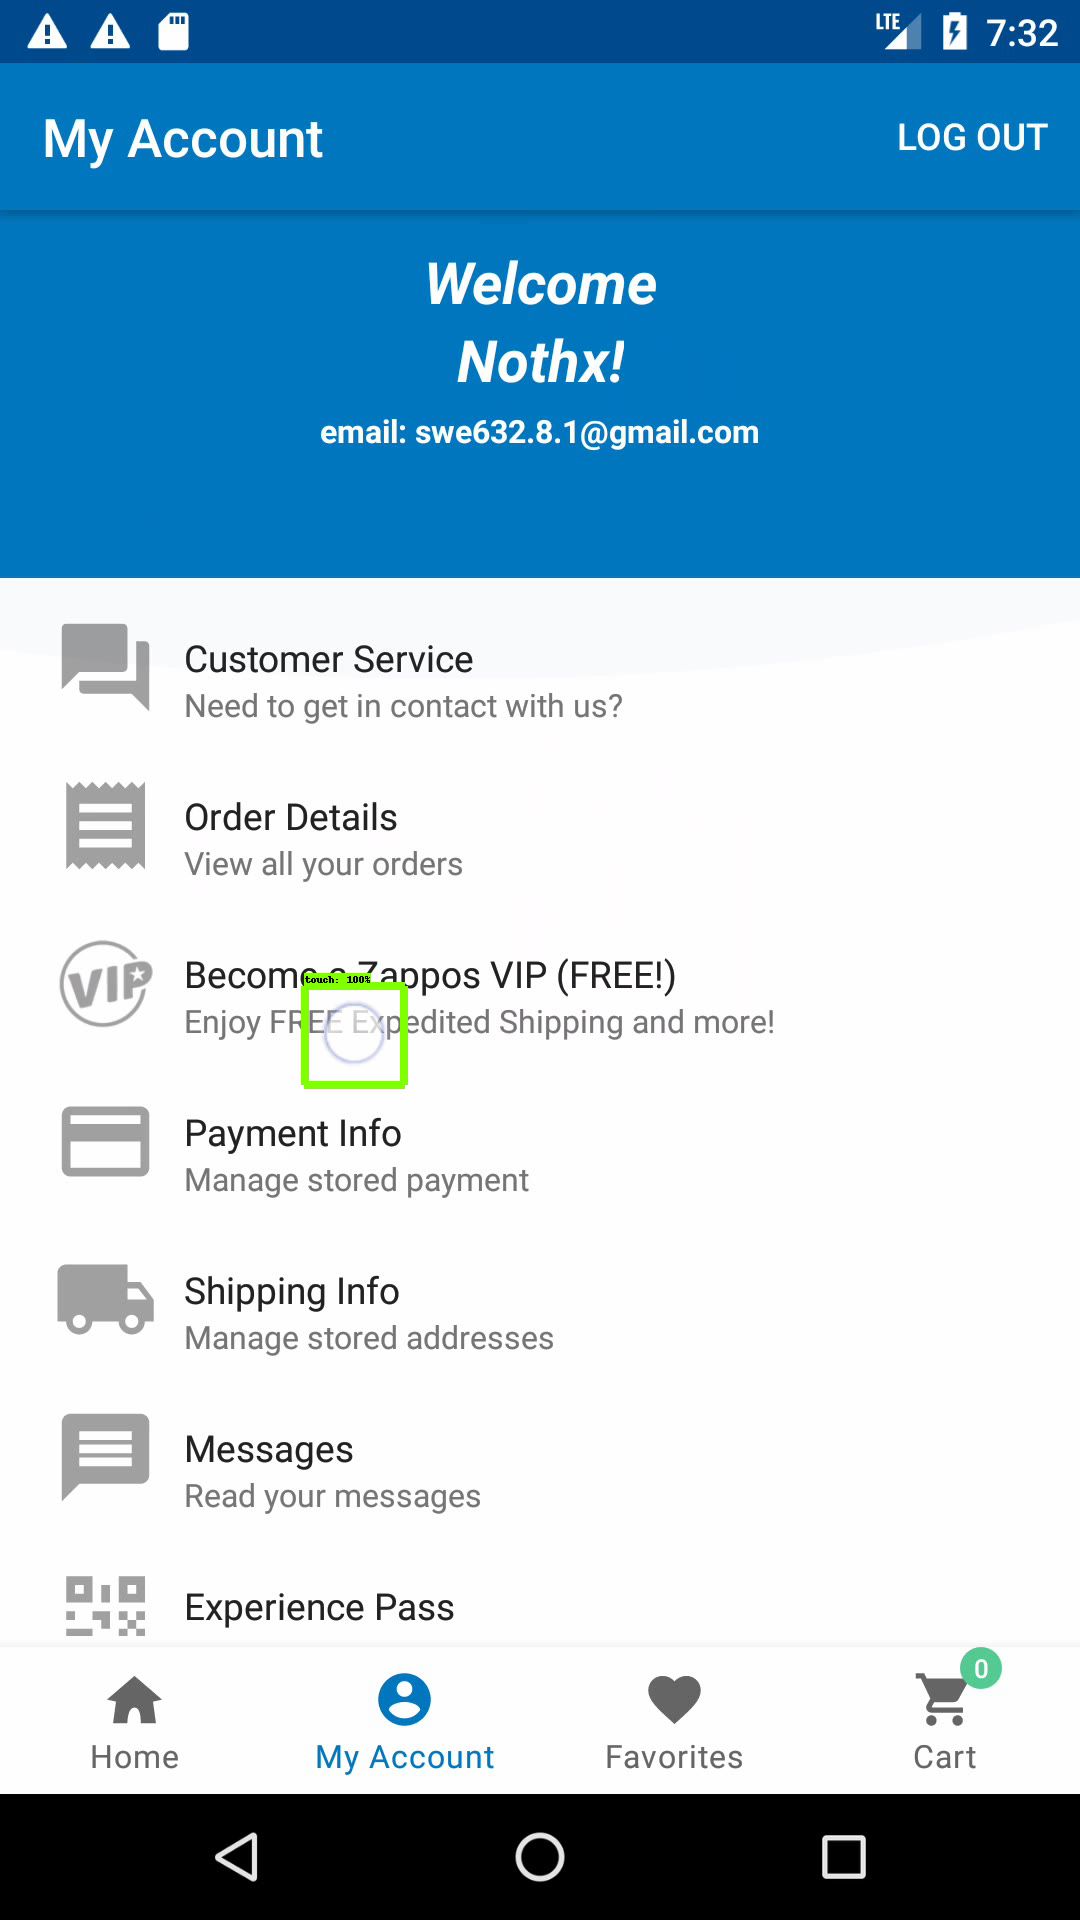 LTE 7:32
My Account LOG OUT
Welcome
Nothx!
email: swe632.8.1@gmail.com
Customer Service
Need to get in contact with us?
Order Details
View all your orders
VIP
Become a Zappos VIP (FREE!)
touch: 100%
Enjoy FREE Expedited Shipping and more!
Payment Info
Manage stored payment
Shipping Info
Manage stored addresses
Messages
Read your messages
Experience Pass
0
Home My Account Favorites Cart